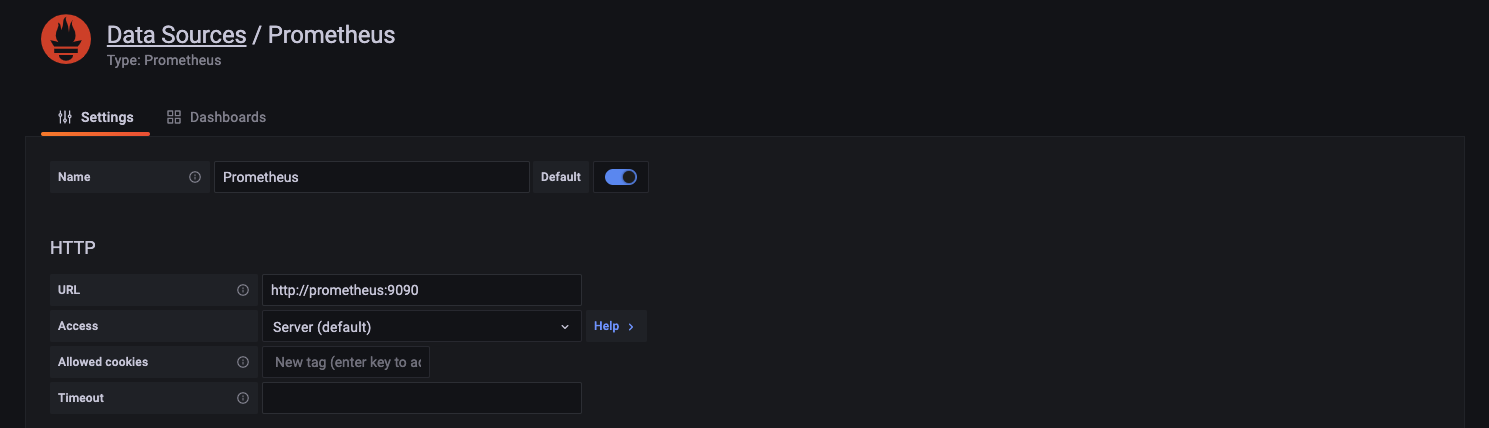 Data Sources / Prometheus
Type: Prometheus
Settings Dashboards
Name Prometheus Default
HTTP
URL http://prometheus:9090
Access Server (default) Help
Allowed cookies New tag (enter key to ac
Timeout